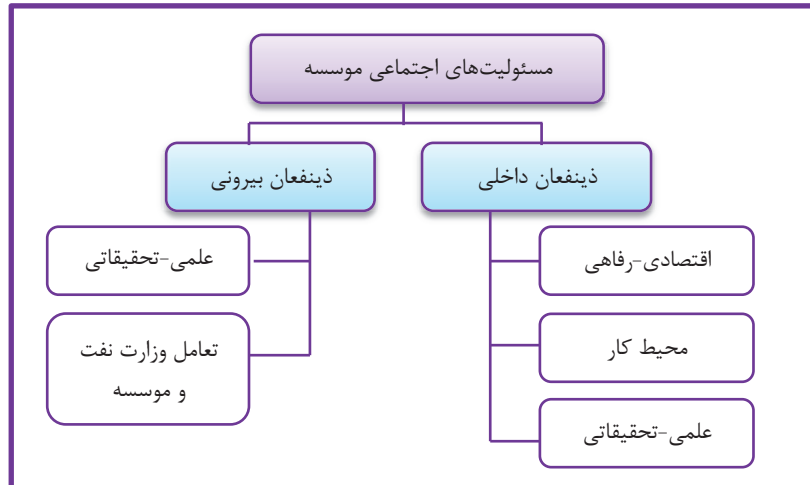 مسئولیت‌های اجتماعی موسسه
ذینفعان داخلی
ذینفعان بیرونی
اقتصادی-رفاهی
محیط کار
علمی-تحقیقاتی
علمی-تحقیقاتی
تعامل وزارت نفت
و موسسه